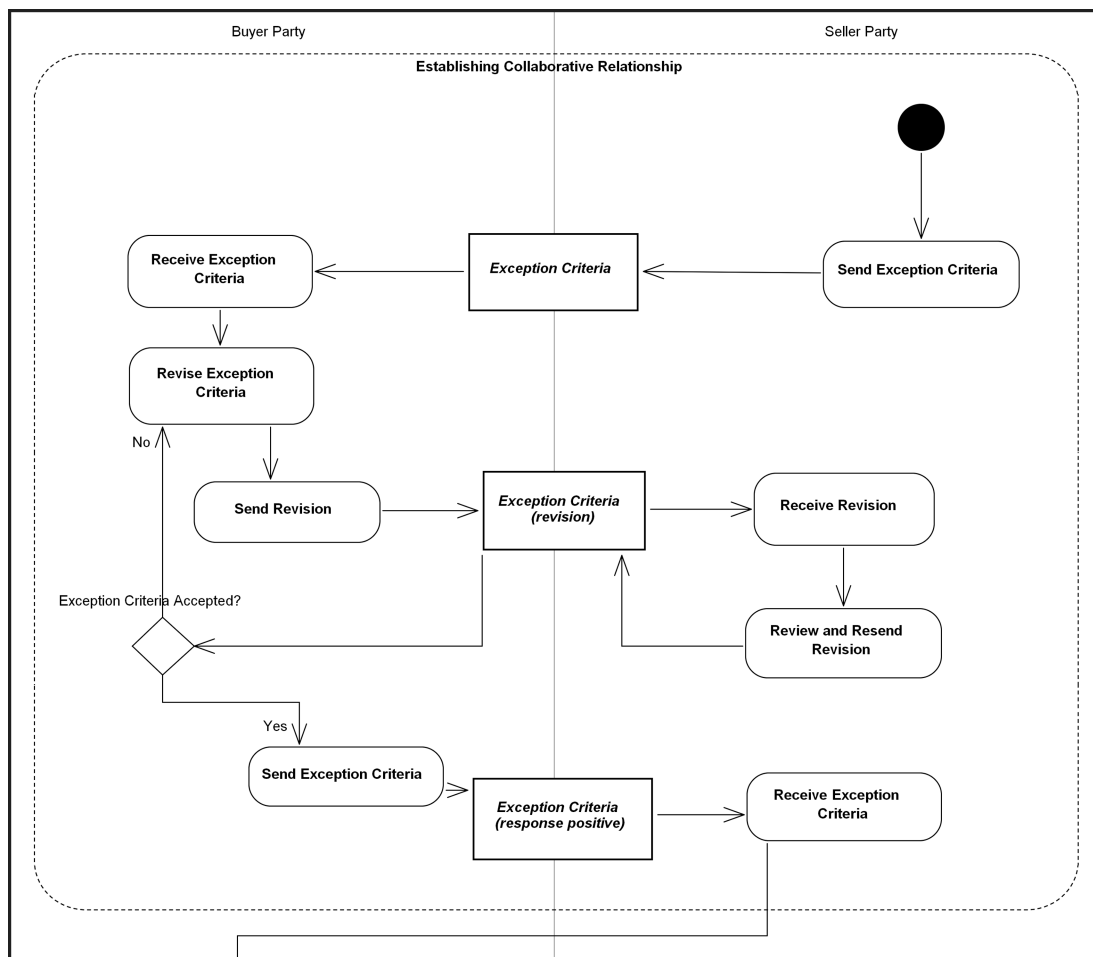 Buyer Party
Seller Party
Establishing Collaborative Relationship
Receive Exception
Criteria
Exception Criteria
Send Exception Criteria
Revise Exception
Criteria
No
Send Revision
Exception Criteria
(revision)
Receive Revision
Exception Criteria Accepted?
Review and Resend
Revision
Yes
Send Exception Criteria
Exception Criteria
(response positive)
Receive Exception
Criteria